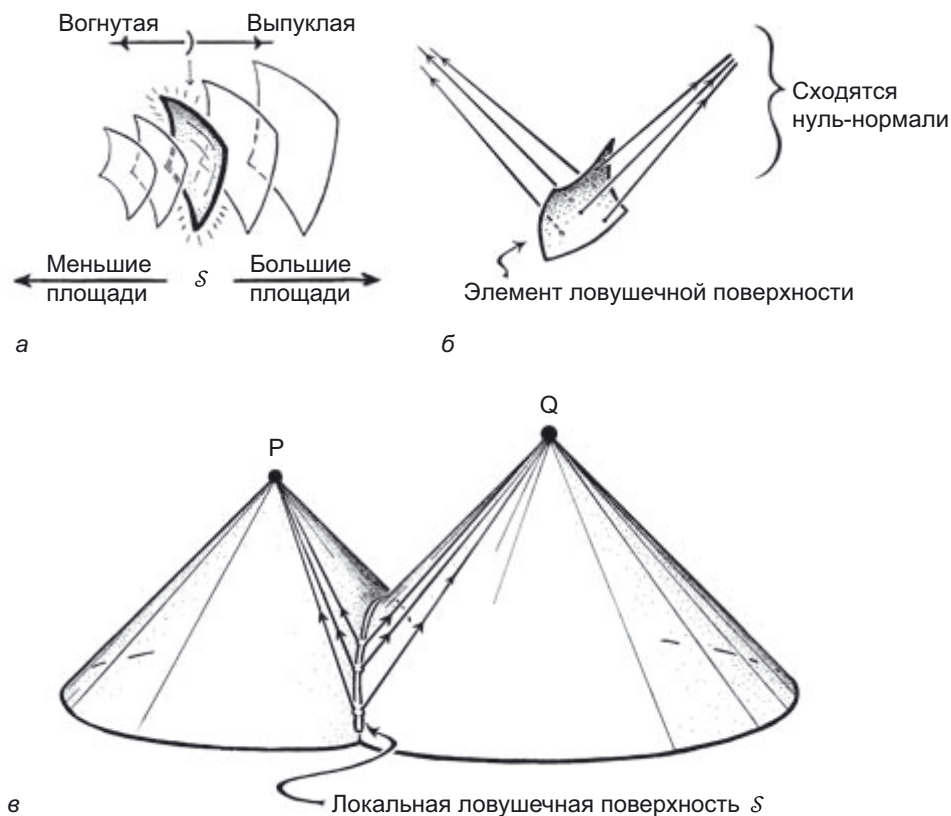 Вогнутая
Выпуклая
Меньшие
площади
S
Большие
площади
а
Сходятся
нуль-нормали
Элемент ловушечной поверхности
б
P
Q
Локальная ловушечная поверхность S
в